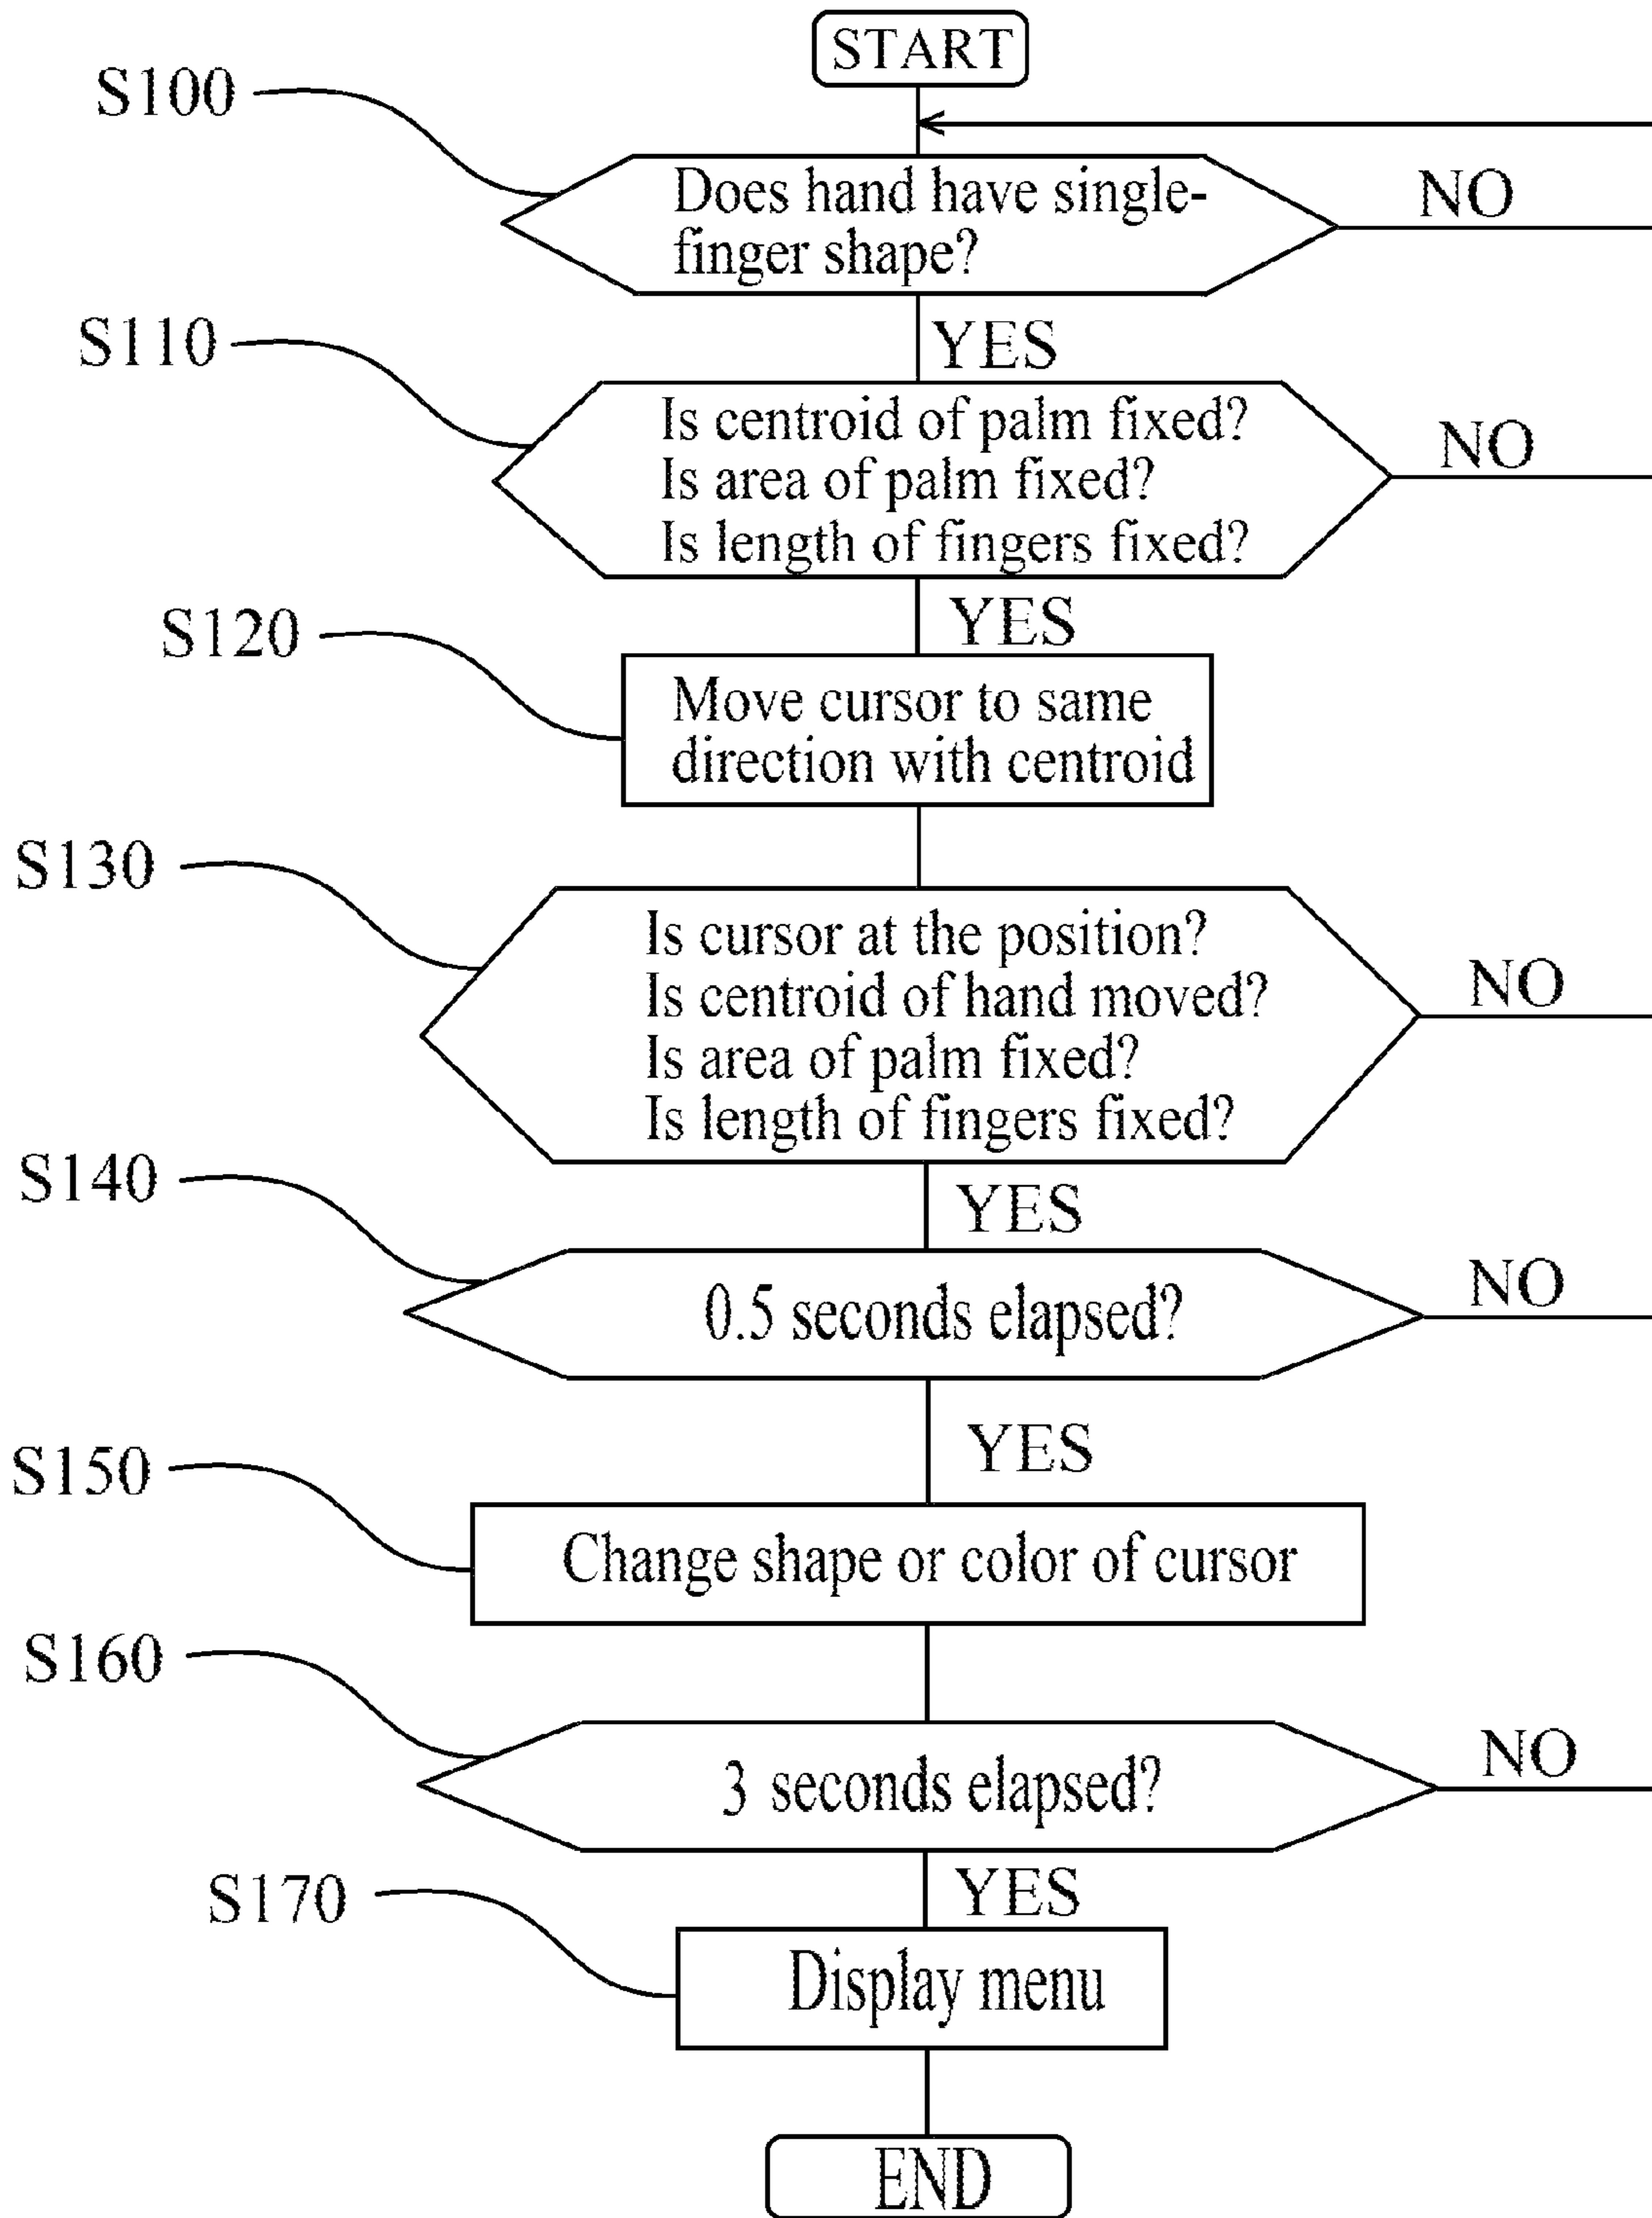 START
S100
Does hand have single-
finger shape?
NO
YES
S110
Is centroid of palm fixed?
Is area of palm fixed?
Is length of fingers fixed?
NO
YES
S120
Move cursor to same
direction with centroid
S130
Is cursor at the position?
Is centroid of hand moved?
Is area of palm fixed?
Is length of fingers fixed?
NO
YES
S140
0.5 seconds elapsed?
NO
YES
S150
Change shape or color of cursor
S160
3 seconds elapsed?
NO
YES
S170
Display menu
END